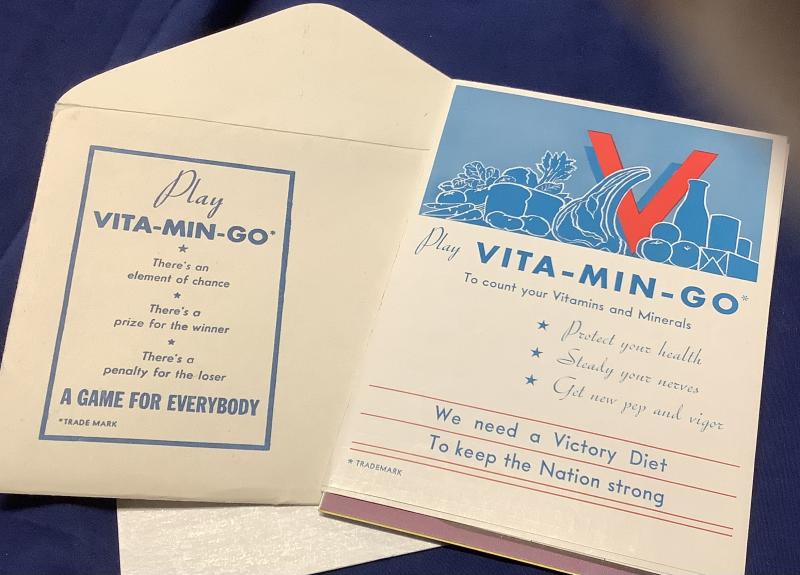 Play
VITA-MIN-GO*
★
There's an
element of chance
★
There's a
prize for the winner
★
There's a
penalty for the loser
A GAME FOR EVERYBODY
*TRADE MARK
V
Play VITA-MIN-GO*
To count your Vitamins and Minerals
★ Protect your health
★ Steady your nerves
★ Get new pep and vigor
We need a Victory Diet
To keep the Nation strong
* TRADEMARK